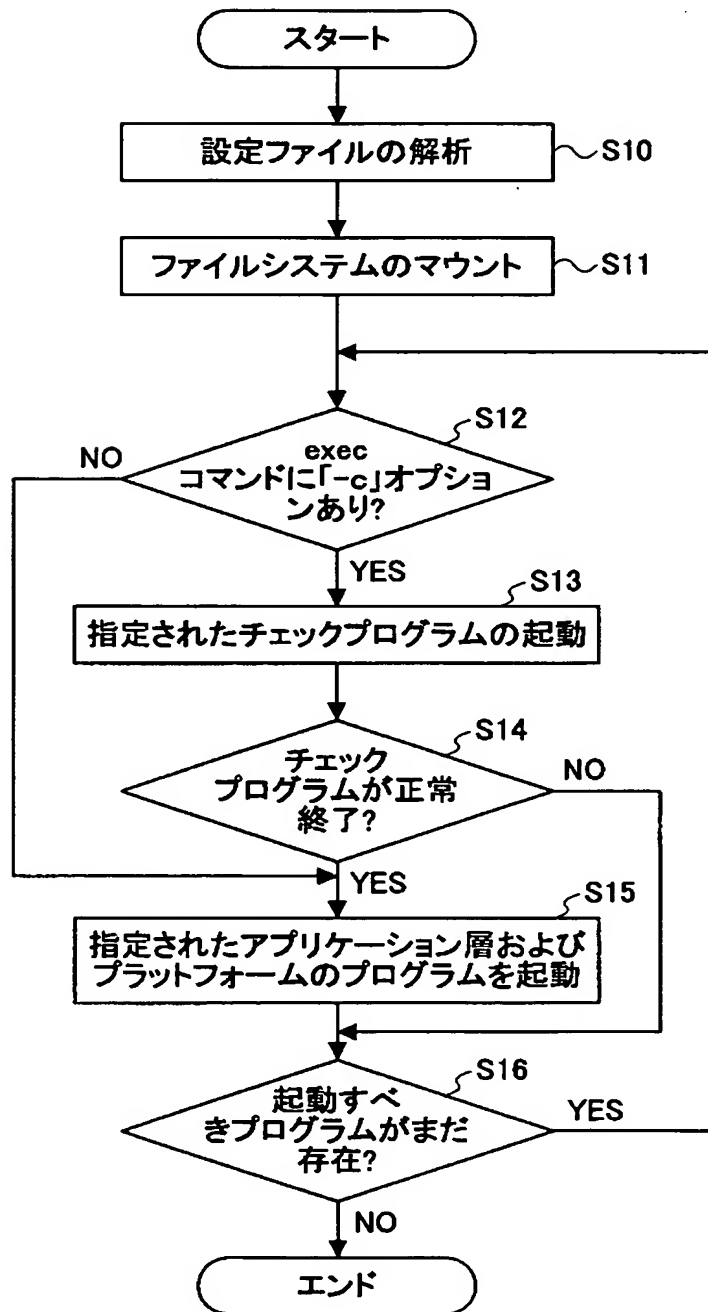 スタート
設定ファイルの解析
S10
ファイルシステムのマウント
S11
S12
NO
exec
コマンドに「-c」オプショ
ンあり?
YES
S13
指定されたチェックプログラムの起動
S14
チェック
プログラムが正常
終了?
NO
YES
S15
指定されたアプリケーション層および
プラットフォームのプログラムを起動
S16
起動すべ
きプログラムがまだ
存在?
YES
NO
エンド